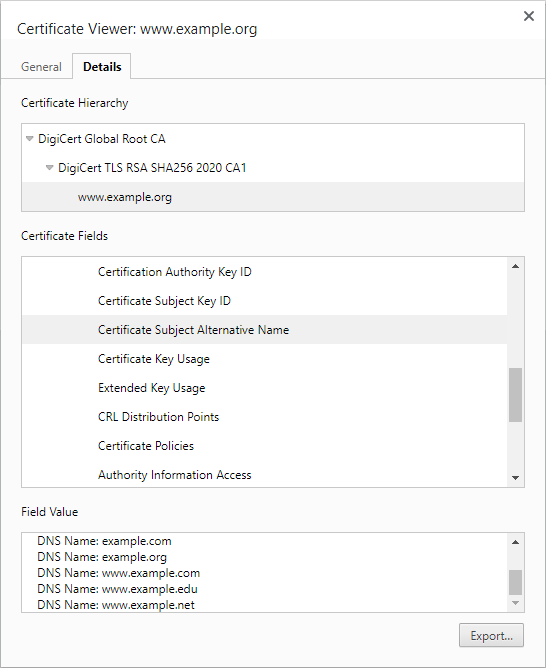 Certificate Viewer: www.example.org
General Details
Certificate Hierarchy
DigiCert Global Root CA
DigiCert TLS RSA SHA256 2020 CA1
www.example.org
Certificate Fields
Certification Authority Key ID
Certificate Subject Key ID
Certificate Subject Alternative Name
Certificate Key Usage
Extended Key Usage
CRL Distribution Points
Certificate Policies
Authority Information Access
Field Value
DNS Name: example.com
DNS Name: example.org
DNS Name: www.example.com
DNS Name: www.example.edu
DNS Name: www.example.net
Export...